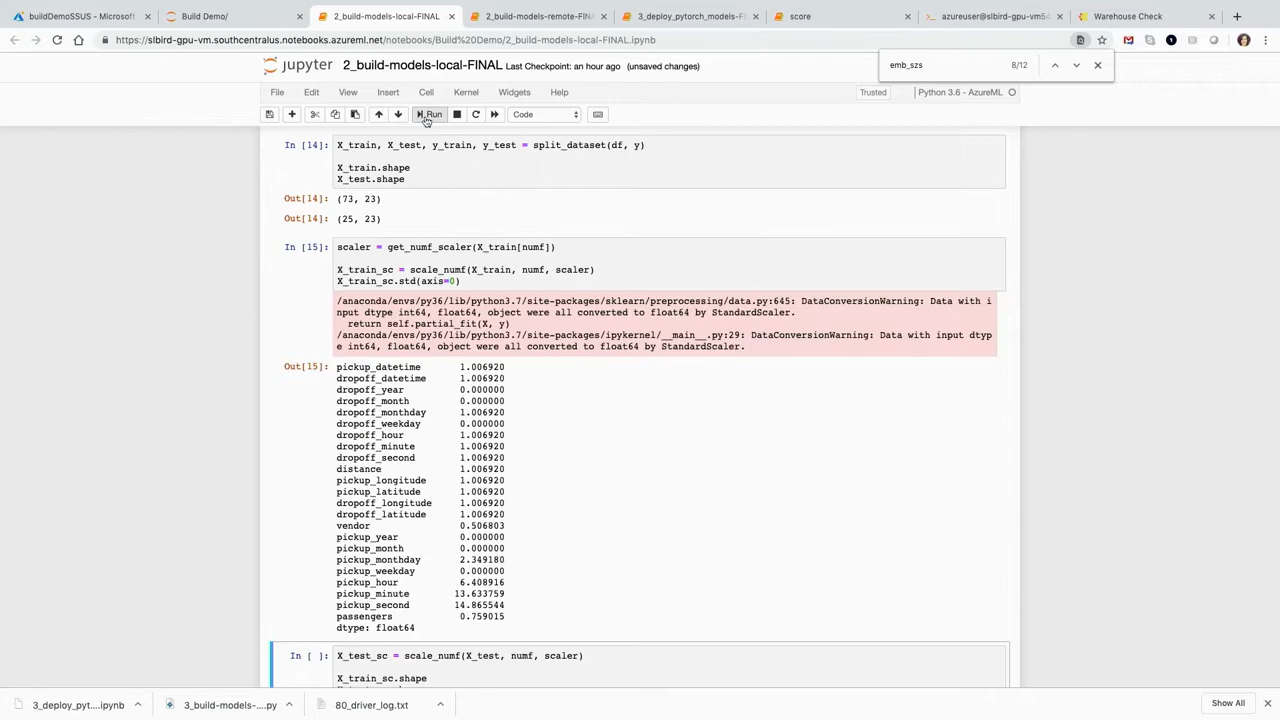 buildDemoSSUS - Microsoft
Build Demo/
2_build-models-local-FINAL
2_build-models-remote-FINAL
3_deploy_pytorch_models-F
score
azureuser@slbird-gpu-vm54
Warehouse Check
https://slbird-gpu-vm.southcentralus.notebooks.azureml.net/notebooks/Build%20Demo/2_build-models-local-FINAL.ipynb
emb_szs 8/12
jupyter 2_build-models-local-FINAL Last Checkpoint: an hour ago (unsaved changes)
File Edit View Insert Cell Kernel Widgets Help Trusted Python 3.6 - AzureML
Run Code
In [14]: X_train, X_test, y_train, y_test = split_dataset(df, y)
X_train.shape
X_test.shape
Out[14]: (73, 23)
Out[14]: (25, 23)
In [15]: scaler = get_numf_scaler(X_train[numf])
X_train_sc = scale_numf(X_train, numf, scaler)
X_train_sc.std(axis=0)
/anaconda/envs/py36/lib/python3.7/site-packages/sklearn/preprocessing/data.py:645: DataConversionWarning: Data with i
nput dtype int64, float64, object were all converted to float64 by StandardScaler.
return self.partial_fit(X, y)
/anaconda/envs/py36/lib/python3.7/site-packages/ipykernel/__main__.py:29: DataConversionWarning: Data with input dtyp
e int64, float64, object were all converted to float64 by StandardScaler.
Out[15]: pickup_datetime 1.006920
dropoff_datetime 1.006920
dropoff_year 0.000000
dropoff_month 0.000000
dropoff_monthday 1.006920
dropoff_weekday 0.000000
dropoff_hour 1.006920
dropoff_minute 1.006920
dropoff_second 1.006920
distance 1.006920
pickup_longitude 1.006920
pickup_latitude 1.006920
dropoff_longitude 1.006920
dropoff_latitude 1.006920
vendor 0.506803
pickup_year 0.000000
pickup_month 0.000000
pickup_monthday 2.349180
pickup_weekday 0.000000
pickup_hour 6.408916
pickup_minute 13.633759
pickup_second 14.865544
passengers 0.759015
dtype: float64
In [ ]: X_test_sc = scale_numf(X_test, numf, scaler)
X_train_sc.shape
3_deploy_pyt....ipynb
3_build-models-....py
80_driver_log.txt
Show All